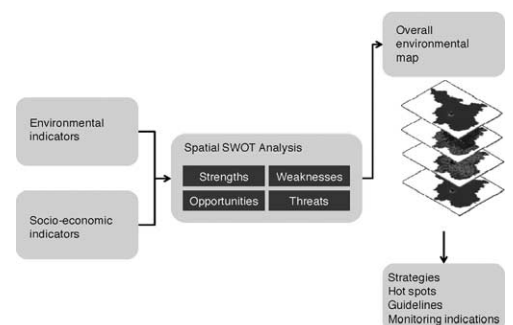 Overall
environmental
map
Environmental
indicators
Socio-economic
indicators
Spatial SWOT Analysis
Strengths
Weaknesses
Opportunities
Threats
Strategies
Hot spots
Guidelines
Monitoring indications